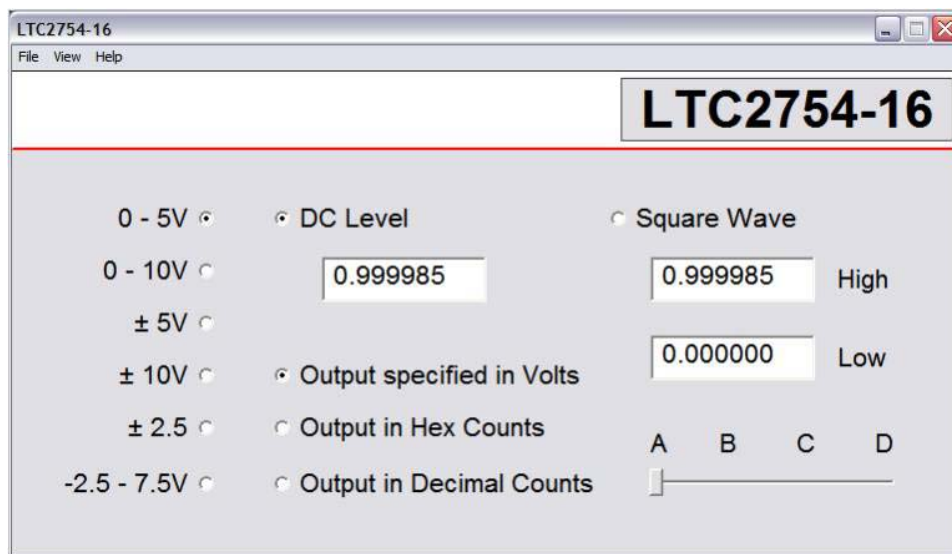 LTC2754-16
File View Help
LTC2754-16
0 - 5V
DC Level
Square Wave
0 - 10V
0.999985
0.999985
High
± 5V
0.000000
Low
± 10V
Output specified in Volts
± 2.5
Output in Hex Counts
A B C D
-2.5 - 7.5V
Output in Decimal Counts